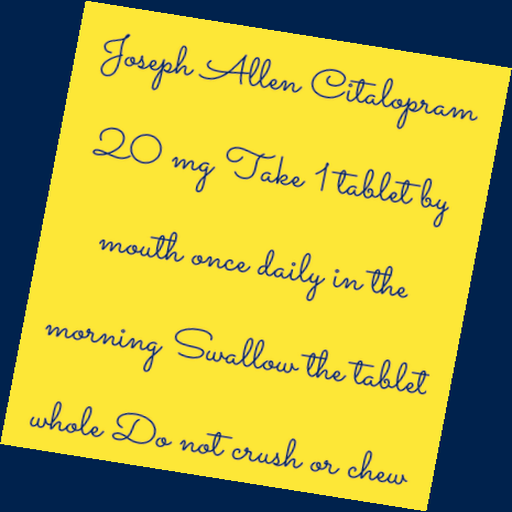 Joseph Allen Citalopram
20 mg Take 1 tablet by
mouth once daily in the
morning Swallow the tablet
whole Do not crush or chew